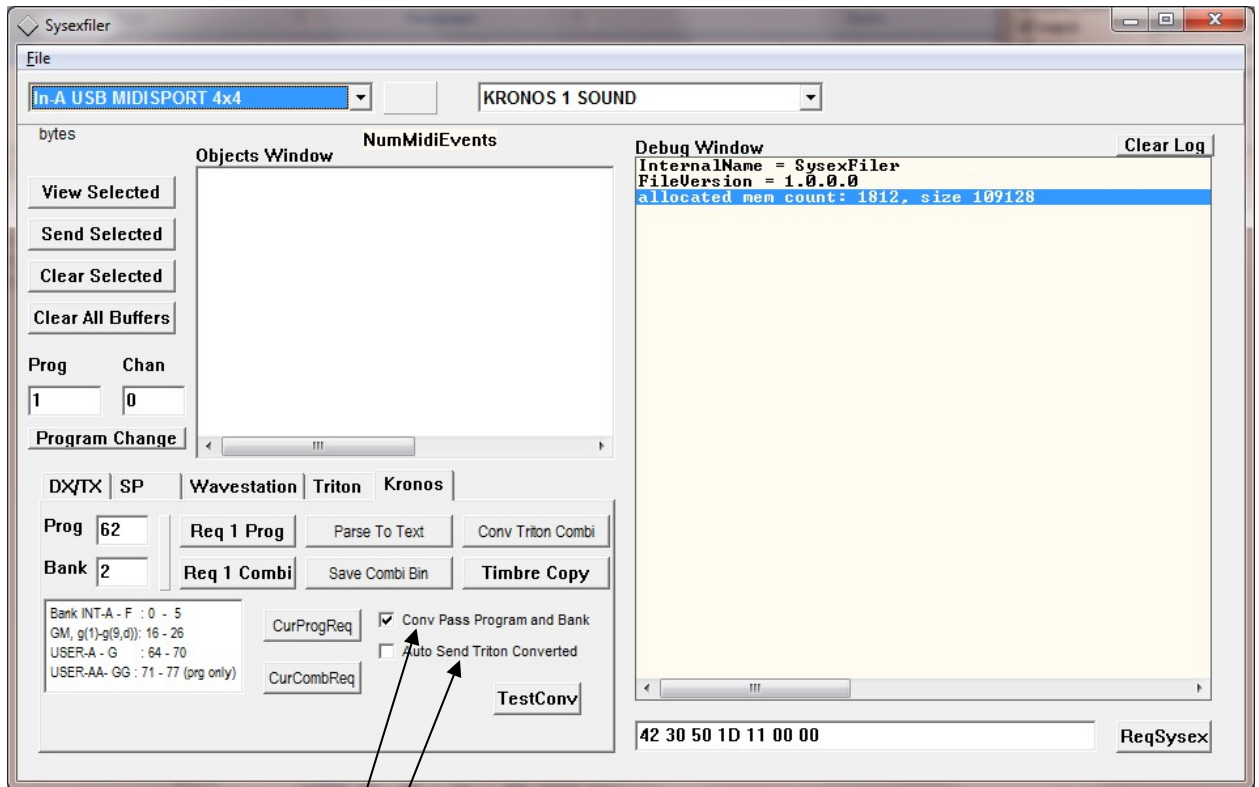 Sysexfiler
File
In-A USB MIDISPORT 4x4
KRONOS 1 SOUND
bytes
NumMidiEvents
Objects Window
Debug Window
Clear Log
InternalName = SysexFiler
FileVersion = 1.0.0.0
allocated mem count: 1812, size 109128
View Selected
Send Selected
Clear Selected
Clear All Buffers
Prog Chan
1 0
Program Change
DX/TX SP Wavestation Triton Kronos
Prog 62 Req 1 Prog Parse To Text Conv Triton Combi
Bank 2 Req 1 Combi Save Combi Bin Timbre Copy
Bank INT-A - F : 0 - 5
GM, g(1)-g(9,d)): 16 - 26
USER-A - G : 64 - 70
USER-AA- GG : 71 - 77 (prg only)
CurProgReq
Conv Pass Program and Bank
Auto Send Triton Converted
CurCombReq
TestConv
42 30 50 1D 11 00 00
ReqSysex